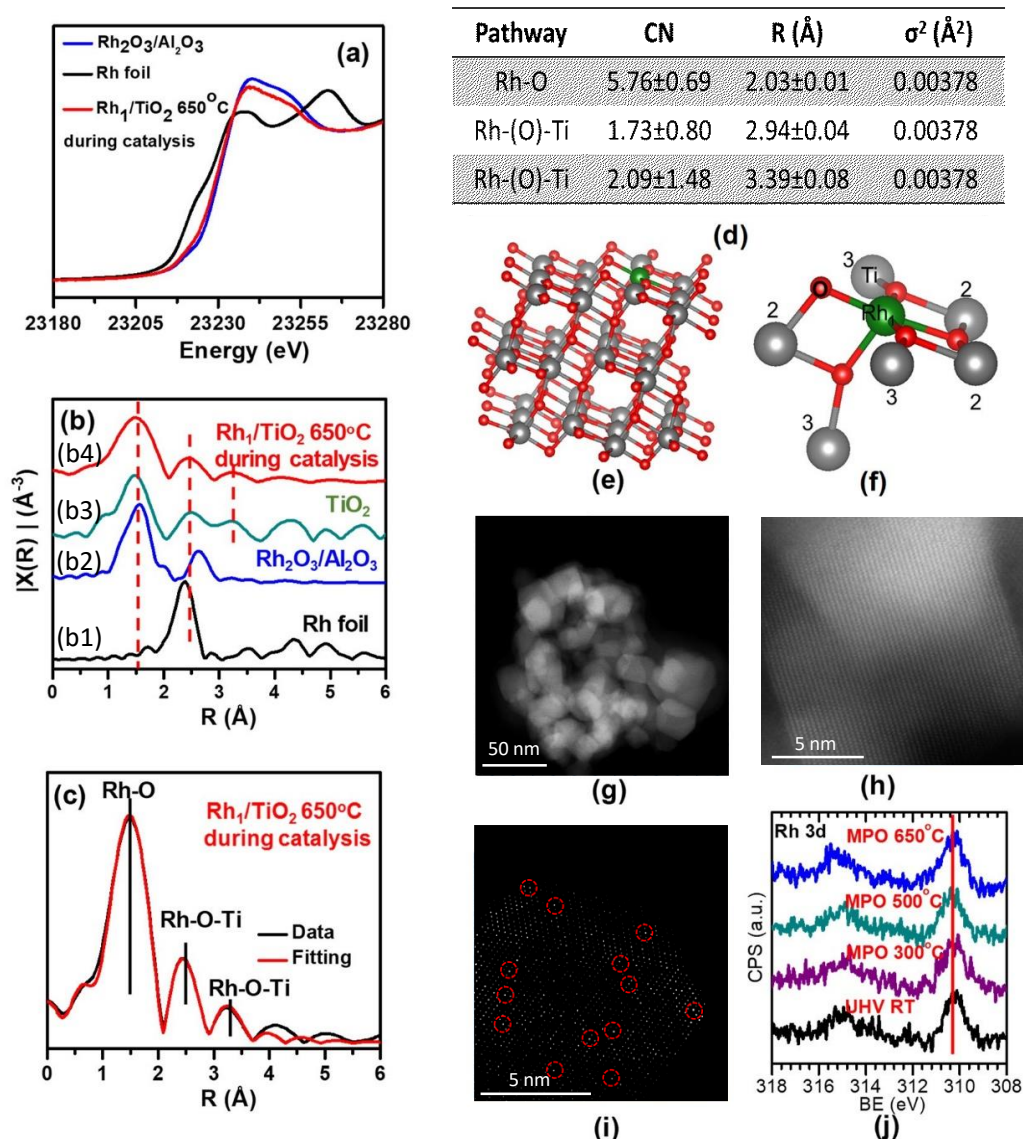 (a)
Rh₂O₃/Al₂O₃
Rh foil
Rh₁/TiO₂ 650°C
during catalysis
23180 23205 23230 23255 23280
Energy (eV)
Pathway CN R (Å) σ² (Å²)
Rh-O 5.76±0.69 2.03±0.01 0.00378
Rh-(O)-Ti 1.73±0.80 2.94±0.04 0.00378
Rh-(O)-Ti 2.09±1.48 3.39±0.08 0.00378
(d)
(e)
3
Ti
O
2
2
Rh₁
3
2
3
(f)
(b)
(b4)
Rh₁/TiO₂ 650°C
during catalysis
(b3)
TiO₂
(b2)
Rh₂O₃/Al₂O₃
(b1)
Rh foil
|X(R) | (Å⁻³)
0 1 2 3 4 5 6
R (Å)
50 nm
(g)
5 nm
(h)
(c)
Rh-O
Rh₁/TiO₂ 650°C
during catalysis
Rh-O-Ti
Rh-O-Ti
Data
Fitting
0 1 2 3 4 5 6
R (Å)
5 nm
(i)
Rh 3d
MPO 650°C
MPO 500°C
MPO 300°C
UHV RT
CPS (a.u.)
318 316 314 312 310 308
BE (eV)
(j)